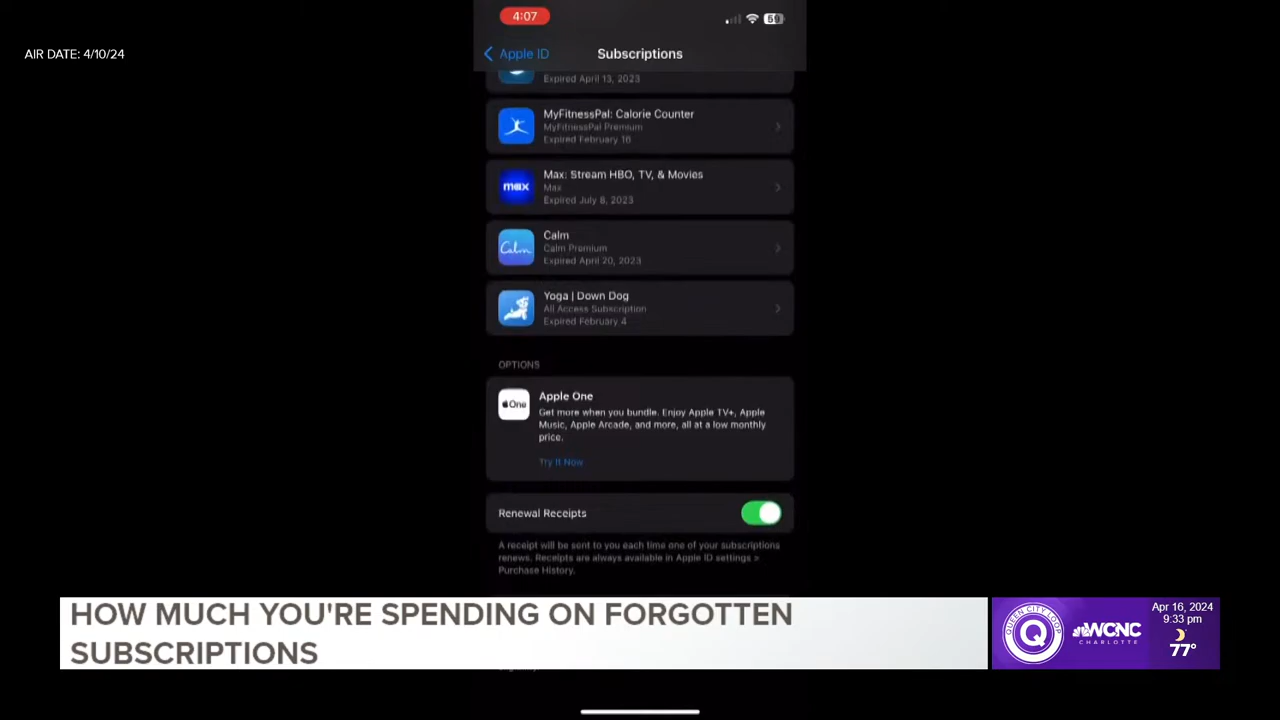 4:07
AIR DATE: 4/10/24
Apple ID
Subscriptions
Expired April 13, 2023
MyFitnessPal: Calorie Counter
MyFitnessPal Premium
Expired February 16
max
Max: Stream HBO, TV, & Movies
Max
Expired July 8, 2023
Calm
Calm
Calm Premium
Expired April 20, 2023
Yoga | Down Dog
All Access Subscription
Expired February 4
OPTIONS
One
Apple One
Get more when you bundle. Enjoy Apple TV+, Apple
Music, Apple Arcade, and more, all at a low monthly
price.
Try It Now
Renewal Receipts
A receipt will be sent to you each time one of your subscriptions
renews. Receipts are always available in Apple ID settings >
Purchase History.
HOW MUCH YOU'RE SPENDING ON FORGOTTEN
SUBSCRIPTIONS
QUEEN CITY LOOP
Q
WCNC
CHARLOTTE
Apr 16, 2024
9:33 pm
77°